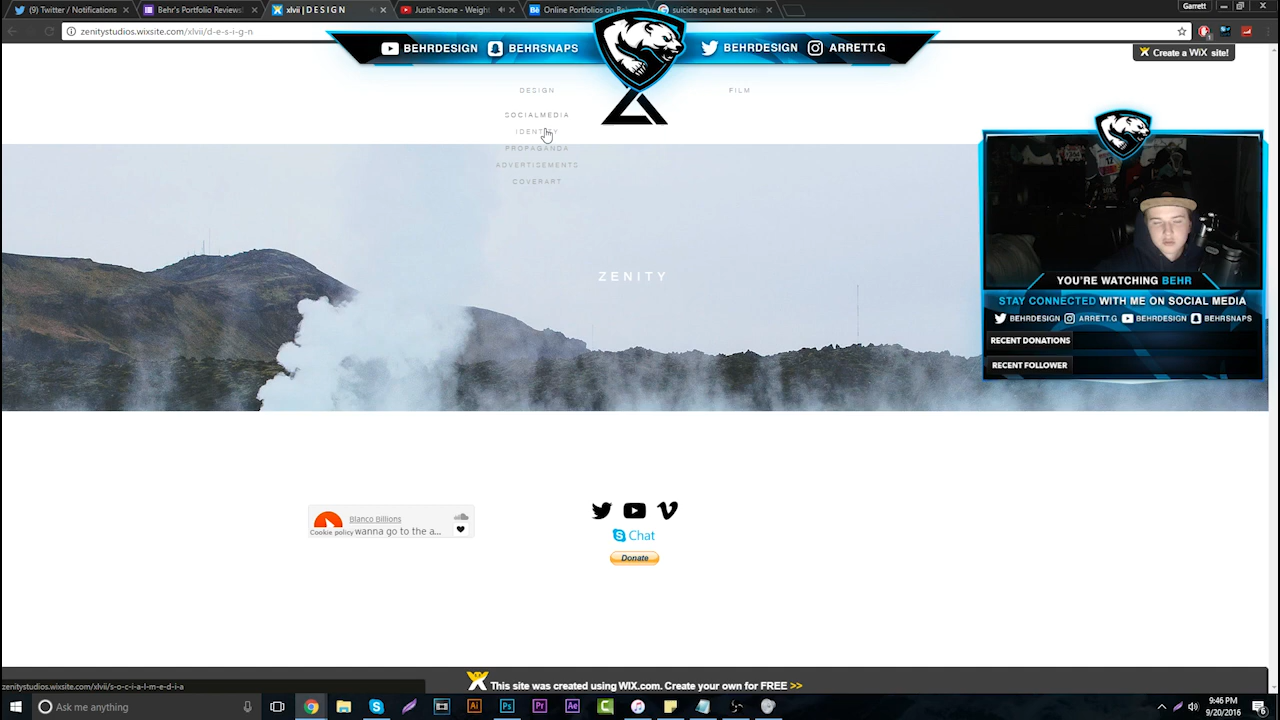 (9) Twitter / Notifications
Behr's Portfolio Reviews
xlvii | D E S I G N
Justin Stone - Weight
Online Portfolios on Be
suicide squad text tutori
Garrett
zenitystudios.wixsite.com/xlvii/d-e-s-i-g-n
BEHRDESIGN
BEHRSNAPS
BEHRDESIGN
ARRETT.G
Create a WiX site!
DESIGN
FILM
SOCIALMEDIA
IDENTITY
PROPAGANDA
ADVERTISEMENTS
COVERART
ZENITY
YOU'RE WATCHING BEHR
STAY CONNECTED WITH ME ON SOCIAL MEDIA
BEHRDESIGN ARRETT.G BEHRDESIGN BEHRSNAPS
RECENT DONATIONS
RECENT FOLLOWER
Blanco Billions
Cookie policy wanna go to the a...
Chat
Donate
This site was created using WIX.com. Create your own for FREE >>
zenitystudios.wixsite.com/xlvii/s-o-c-i-a-l-m-e-d-i-a
Ask me anything
9:46 PM
9/20/2016